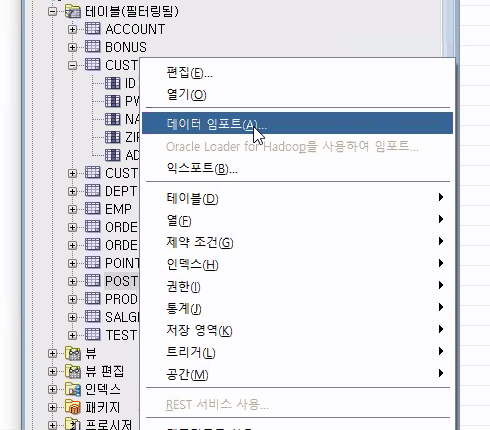 테이블(필터링됨)
ACCOUNT
BONUS
CUST
편집(E)...
ID
열기(O)
PW
NA
데이터 임포트(A)...
ZIP
Oracle Loader for Hadoop을 사용하여 임포트...
AD
CUST
익스포트(B)...
DEPT
테이블(D)
EMP
열(F)
ORDE
제약 조건(G)
ORDE
인덱스(H)
POINT
권한(I)
POST
통계(J)
PROD
저장 영역(K)
SALG
TEST
트리거(L)
뷰
공간(M)
뷰 편집
인덱스
REST 서비스 사용...
패키지
프로시저